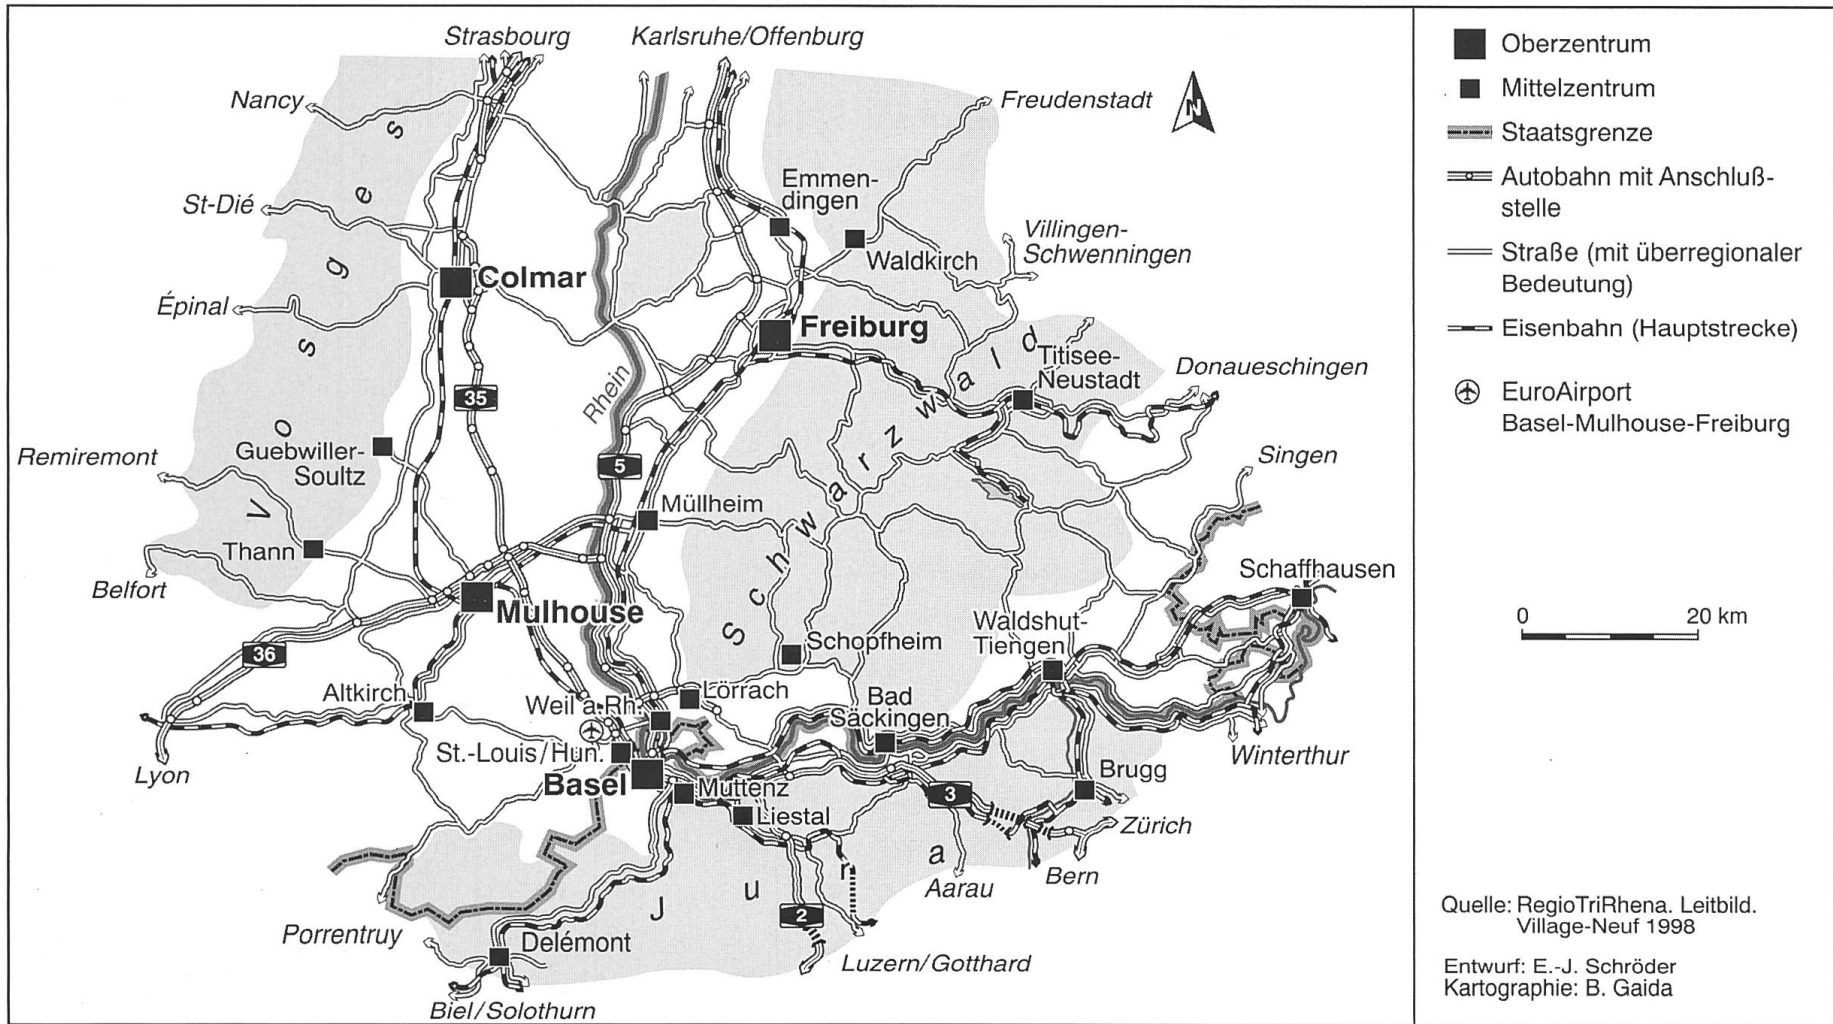 Strasbourg
Karlsruhe/Offenburg
Nancy
Freudenstadt
N
St-Dié
Emmen-
dingen
Waldkirch
Villingen-
Schwenningen
Épinal
Colmar
Freiburg
Vogesen
Rhein
Schwarzwald
Titisee-
Neustadt
Donaueschingen
35
Guebwiller-
Soultz
Remiremont
5
Singen
Müllheim
Thann
Belfort
Mulhouse
Schaffhausen
36
Waldshut-
Tiengen
Schopfheim
Altkirch
Weil a.Rh.
Lörrach
Bad
Säckingen
Lyon
St.-Louis/Hun.
Basel
Muttenz
Liestal
Winterthur
Brugg
3
Zürich
Aarau
Bern
Jura
2
Porrentruy
Delémont
Luzern/Gotthard
Biel/Solothurn
Oberzentrum
Mittelzentrum
Staatsgrenze
Autobahn mit Anschluß-
stelle
Straße (mit überregionaler
Bedeutung)
Eisenbahn (Hauptstrecke)
EuroAirport
Basel-Mulhouse-Freiburg
0 20 km
Quelle: RegioTriRhena. Leitbild.
Village-Neuf 1998
Entwurf: E.-J. Schröder
Kartographie: B. Gaida